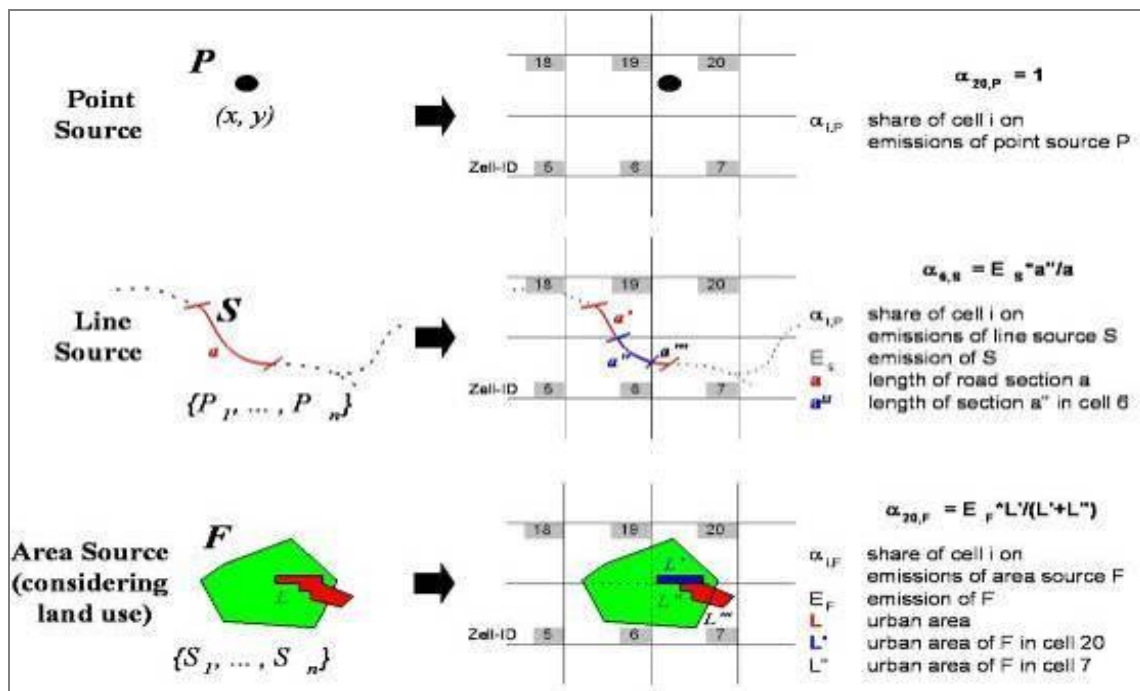 P
Point
Source
(x, y)
18 19 20
Zell-ID 5 6 7
α20,P = 1
αi,P share of cell i on
emissions of point source P
Line
Source
S
a
{P1, ... , P n}
18 19 20
a'
a''
a'''
Zell-ID 5 6 7
α6,S = E S*a''/a
αi,P share of cell i on
emissions of line source S
Es emission of S
a length of road section a
a'' length of section a'' in cell 6
Area Source
(considering
land use)
F
L
{S1, ... , S n}
18 19 20
L'
L''
L'''
Zell-ID 5 6 7
α20,F = E F*L'/(L'+L'')
αi,F share of cell i on
emissions of area source F
EF emission of F
L urban area
L' urban area of F in cell 20
L'' urban area of F in cell 7